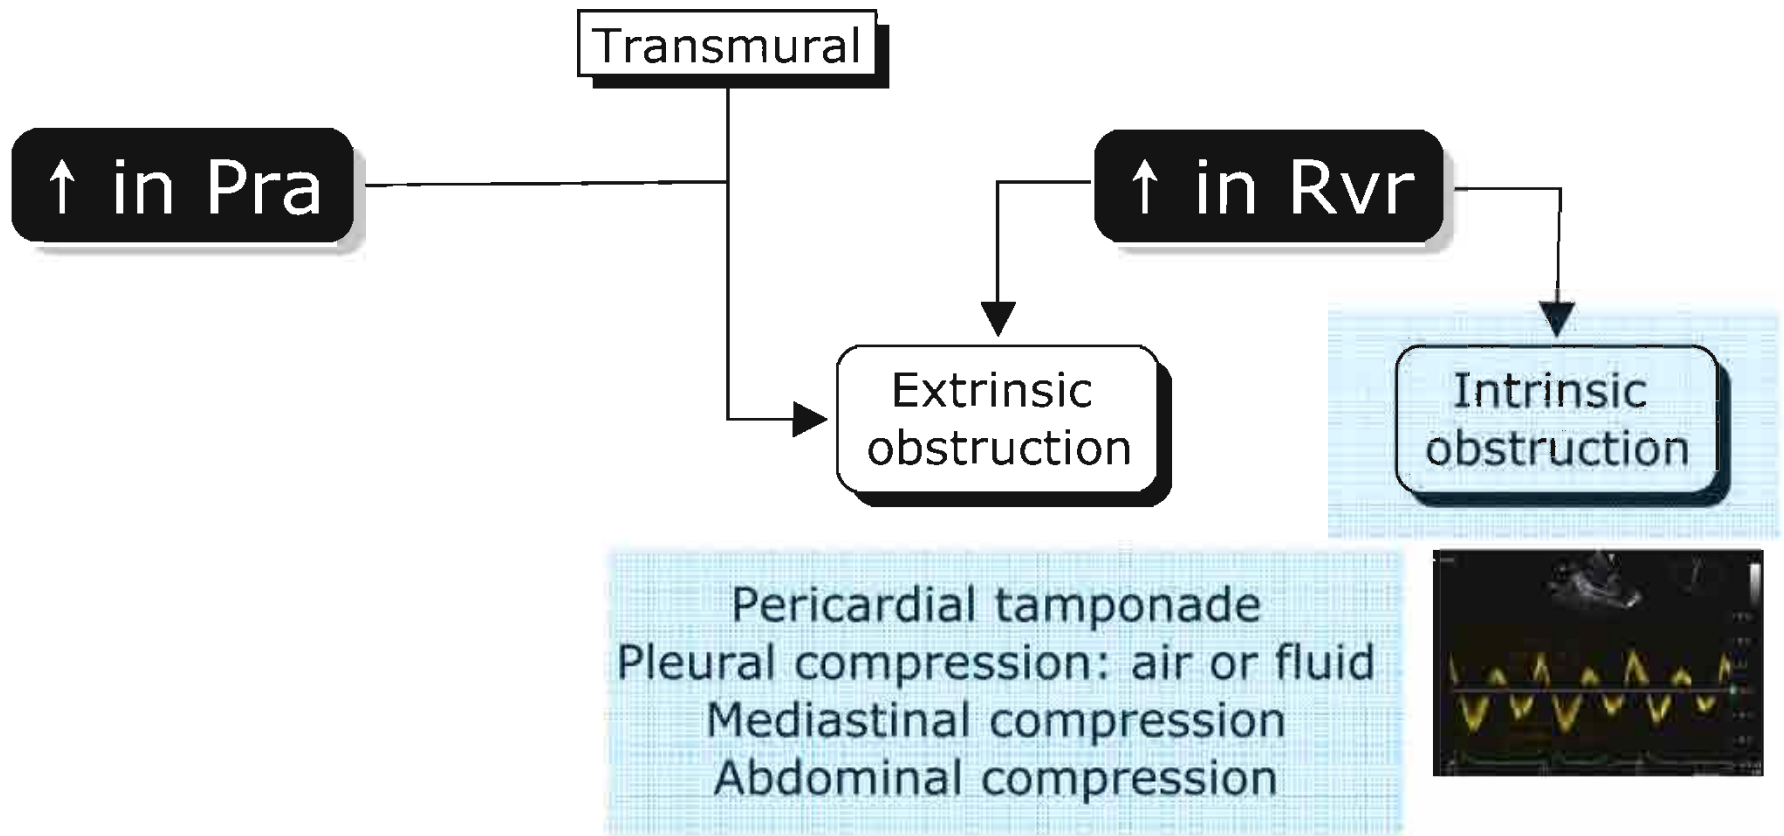 Transmural
↑ in Pra
↑ in Rvr
Extrinsic
obstruction
Intrinsic
obstruction
Pericardial tamponade
Pleural compression: air or fluid
Mediastinal compression
Abdominal compression